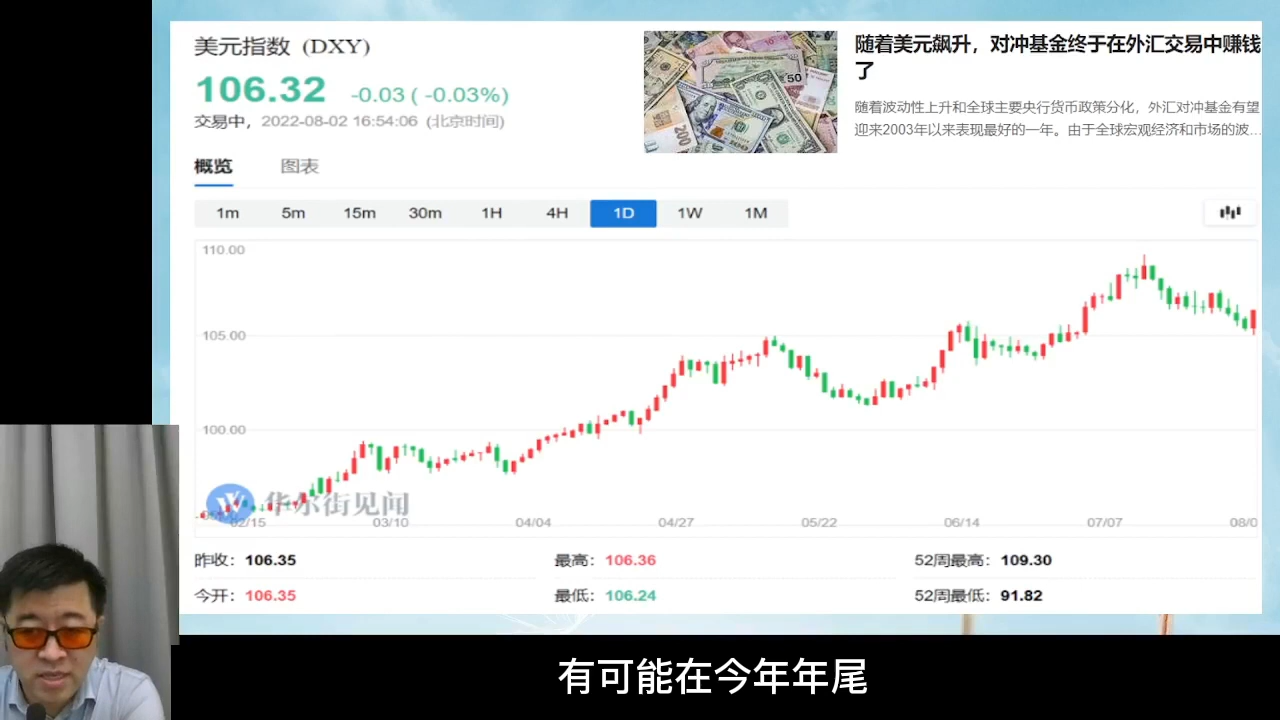 美元指数 (DXY)
106.32 -0.03 ( -0.03%)
交易中，2022-08-02 16:54:06 (北京时间)
随着美元飙升，对冲基金终于在外汇交易中赚钱
了
随着波动性上升和全球主要央行货币政策分化，外汇对冲基金有望
迎来2003年以来表现最好的一年。由于全球宏观经济和市场的波...
概览 图表
1m 5m 15m 30m 1H 4H 1D 1W 1M
110.00
105.00
100.00
华尔街见闻
02/15 03/10 04/04 04/27 05/22 06/14 07/07 08/0
昨收： 106.35 最高： 106.36 52周最高： 109.30
今开： 106.35 最低： 106.24 52周最低： 91.82
有可能在今年年尾